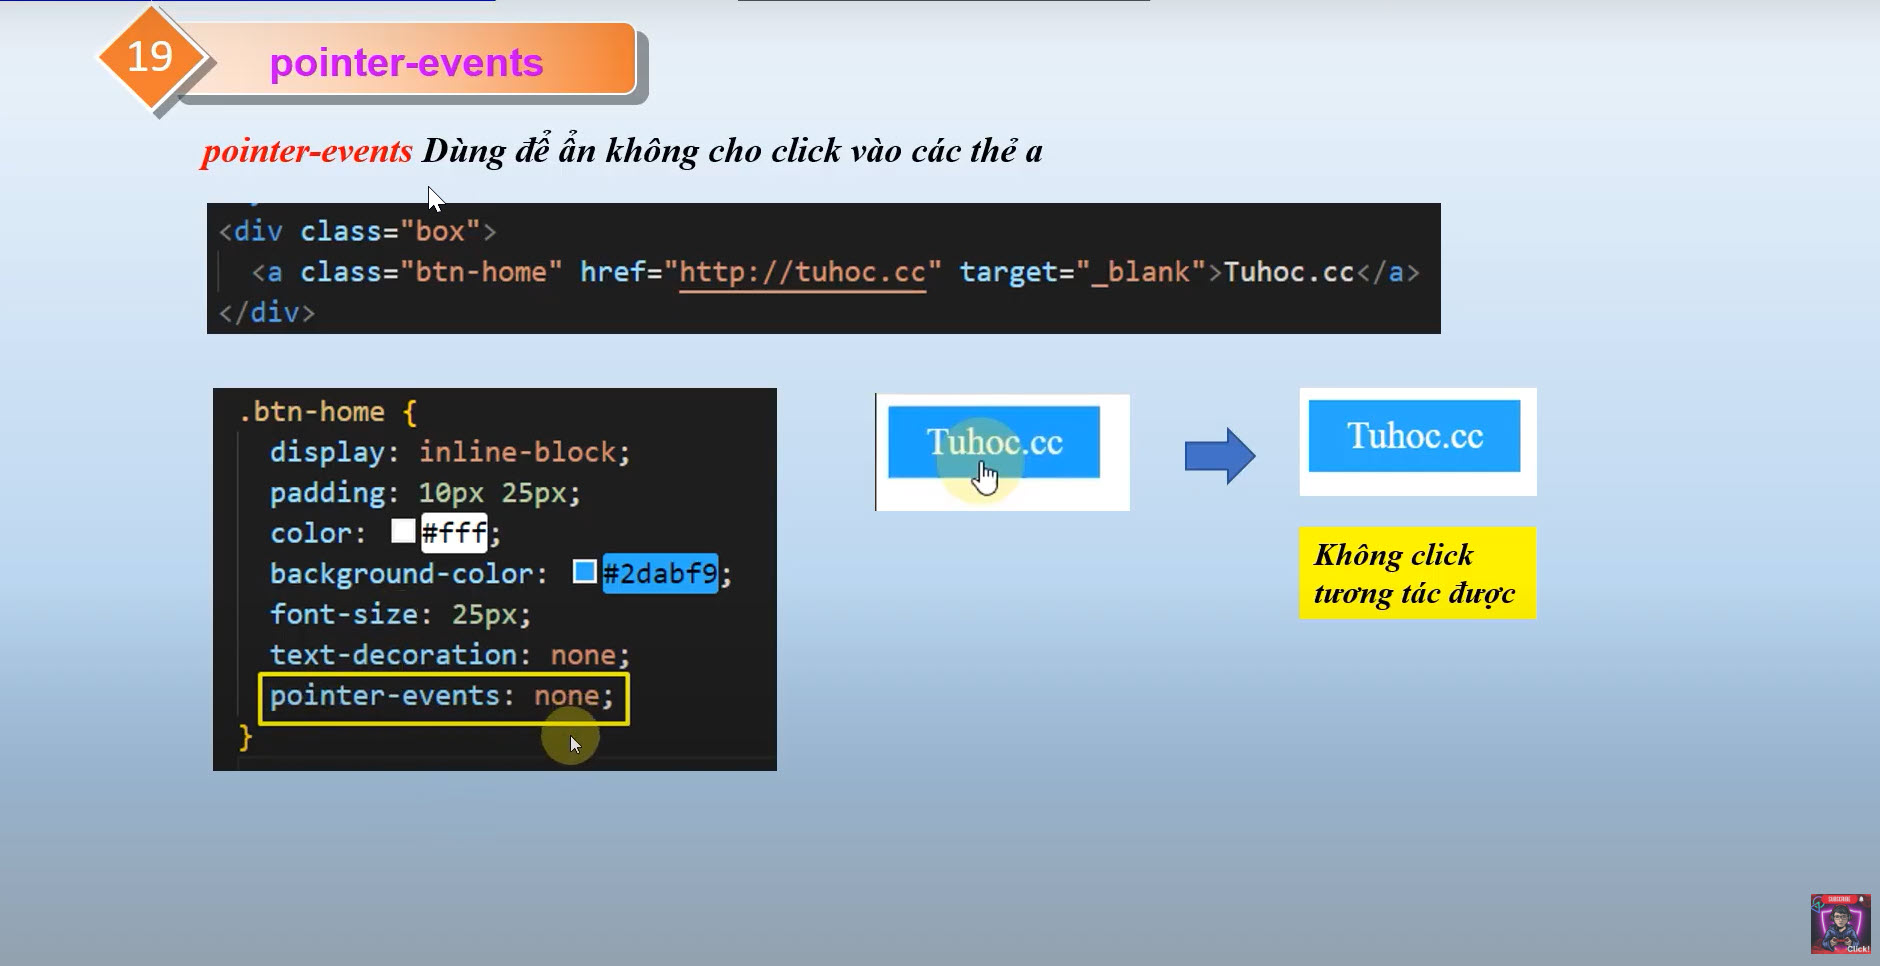 19
pointer-events
pointer-events Dùng để ẩn không cho click vào các thẻ a
<div class="box">
<a class="btn-home" href="http://tuhoc.cc" target="_blank">Tuhoc.cc</a>
</div>
.btn-home {
display: inline-block;
padding: 10px 25px;
color: #fff;
background-color: #2dabf9;
font-size: 25px;
text-decoration: none;
pointer-events: none;
}
Tuhoc.cc
Tuhoc.cc
Không click
tương tác được
Click!